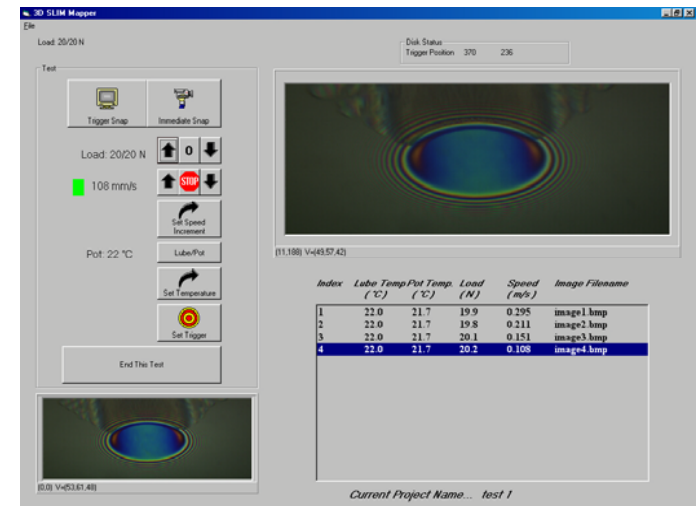 3D SLIM Mapper
File
Load: 20/20 N
Disk Status
Trigger Position 370 236
Test
Trigger Snap Immediate Snap
Load: 20/20 N 0
108 mm/s STOP
Set Speed
Increment
Pot: 22 °C Lube/Pot
Set Temperature
Set Trigger
End This Test
(0,0) V=(53,61,48)
(11,188) V=(49,57,42)
Index Lube Temp Pot Temp. Load Speed Image Filename
(°C) (°C) (N) (m/s)
1 22.0 21.7 19.9 0.295 image1.bmp
2 22.0 21.7 19.8 0.211 image2.bmp
3 22.0 21.7 20.1 0.151 image3.bmp
4 22.0 21.7 20.2 0.108 image4.bmp
Current Project Name... test 1